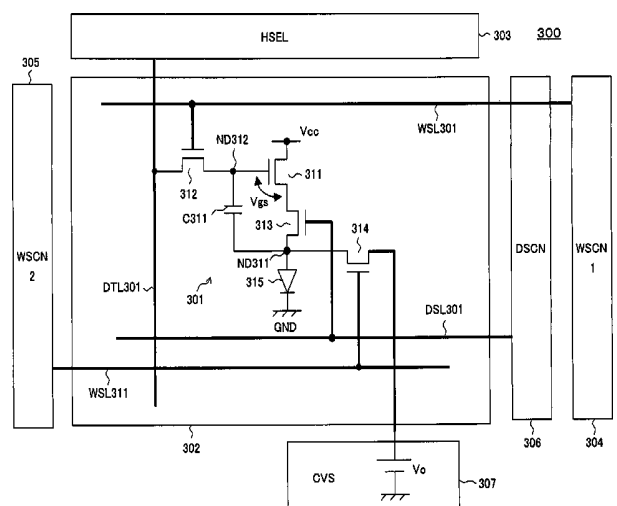 HSEL
303
300
305
WSL301
ND312
Vcc
311
312
Vgs
C311
313
314
WSCN
2
ND311
DSCN
WSCN
1
DTL301
301
315
GND
DSL301
WSL311
302
306
304
CVS
Vo
307